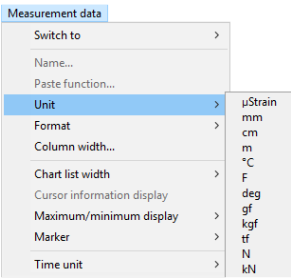 Measurement data
Switch to
Name...
Paste function...
Unit
Format
Column width...
Chart list width
Cursor information display
Maximum/minimum display
Marker
Time unit
µStrain
mm
cm
m
°C
F
deg
gf
kgf
tf
N
kN